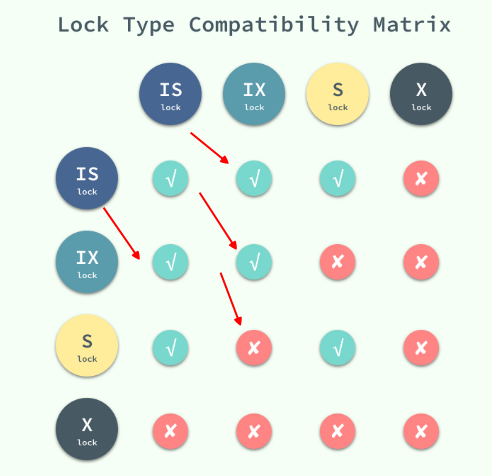 Lock Type Compatibility Matrix
IS IX S X
lock lock lock lock
IS √ √ √ ✘
lock
IX √ √ ✘ ✘
lock
S √ ✘ √ ✘
lock
X ✘ ✘ ✘ ✘
lock